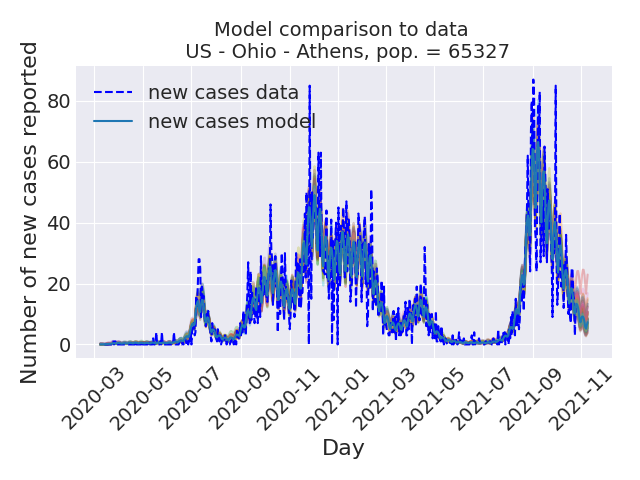 Model comparison to data
US - Ohio - Athens, pop. = 65327
Number of new cases reported
80
60
40
20
0
new cases data
new cases model
2020-03
2020-05
2020-07
2020-09
2020-11
2021-01
2021-03
2021-05
2021-07
2021-09
2021-11
Day